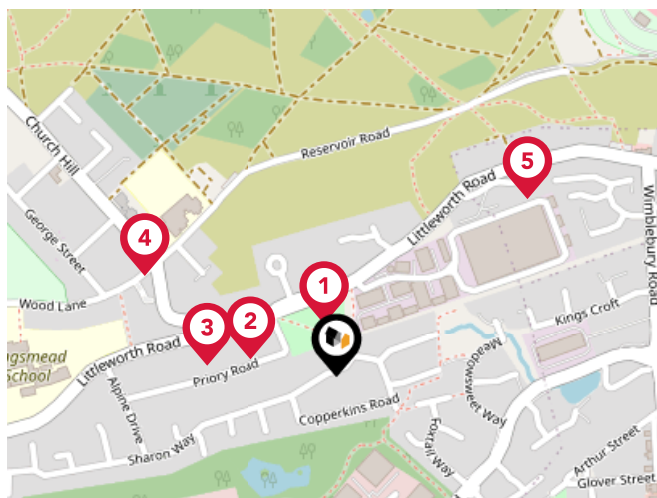 Church Hill
Reservoir Road
5
Littleworth Road
Wimblebury Road
George Street
4
1
Wood Lane
3
2
Kings Croft
Littleworth Road
ngsmead
School
Priory Road
Alpine Drive
Meadowsweet Way
Copperkins Road
Sharon Way
Foxtail Way
Arthur Street
Glover Street